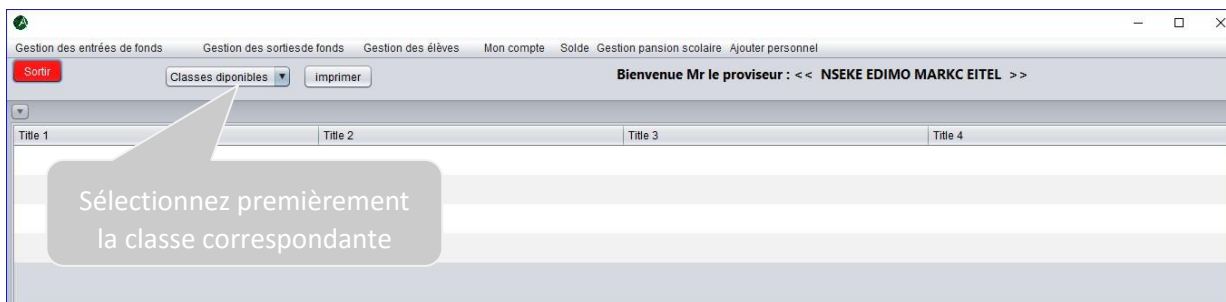 Gestion des entrées de fonds Gestion des sortiesde fonds Gestion des élèves Mon compte Solde Gestion pansion scolaire Ajouter personnel
Sortir Classes diponibles imprimer Bienvenue Mr le proviseur : << NSEKE EDIMO MARKC EITEL >>
Title 1 Title 2 Title 3 Title 4
Sélectionnez premièrement
la classe correspondante